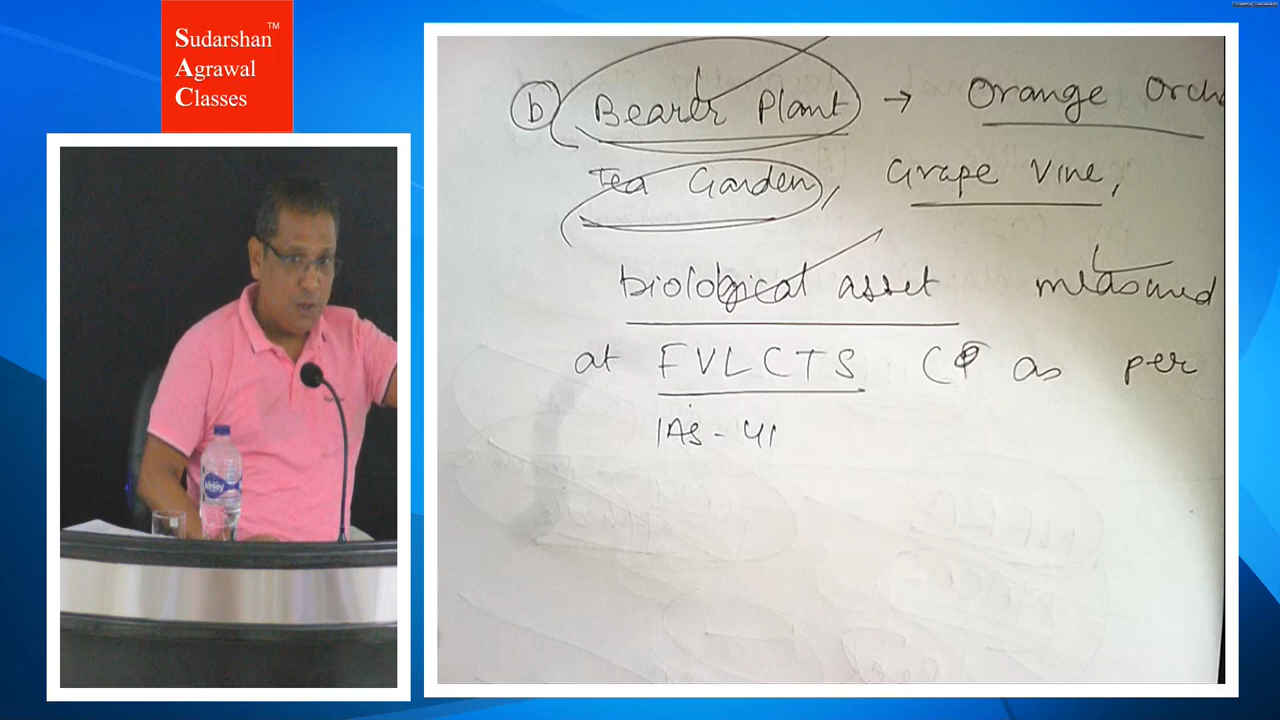 Sudarshan™
Agrawal
Classes
(b) Bearer Plant → Orange Orch
Tea Garden, Grape Vine,
biological asset measured
at FVLCTS ( as per
IAS - 41
Kinley